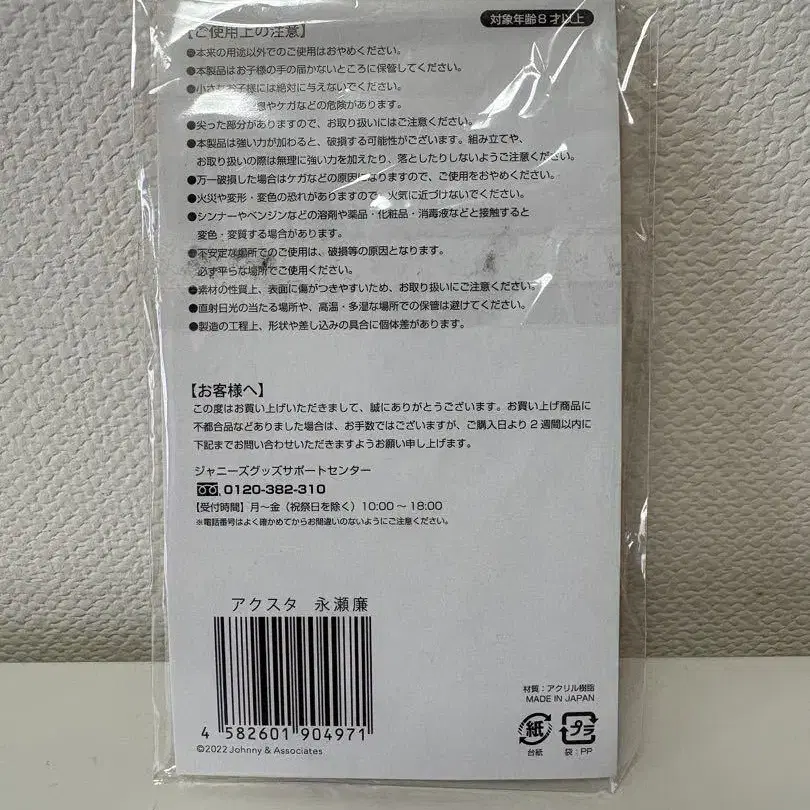 対象年齢8才以上
【ご使用上の注意】
●本来の用途以外でのご使用はおやめください。
●本製品はお子様の手の届かないところに保管してください。
●小さなお子様には絶対に与えないでください。
やケガなどの危険があります。
●尖った部分がありますので、お取り扱いにはご注意ください。
●本製品は強い力が加わると、破損する可能性がございます。組み立てや、
お取り扱いの際は無理に強い力を加えたり、落としたりしないようご注意ください。
●万一破損した場合はケガなどの原因になりますので、ご使用をおやめください。
●火災や変形・変色の恐れがありますので、火気に近づけないでください。
●シンナーやベンジンなどの溶剤や薬品・化粧品・消毒液などと接触すると
変色・変質する場合があります。
●不安定な場所でのご使用は、破損等の原因となります。
必ず平らな場所でご使用ください。
●素材の性質上、表面に傷がつきやすいため、お取り扱いにご注意ください。
●直射日光の当たる場所や、高温・多湿な場所での保管は避けてください。
●製造の工程上、形状や差し込みの具合に個体差があります。
【お客様へ】
この度はお買い上げいただきまして、誠にありがとうございます。お買い上げ商品に
不都合品などありました場合は、お手数ではございますが、ご購入日より2週間以内に
下記までお問い合わせいただきますようお願い申し上げます。
ジャニーズグッズサポートセンター
0120-382-310
【受付時間】月〜金（祝祭日を除く）10:00〜18:00
※電話番号はよく確かめてからお間違いのないようにご注意ください。
アクスタ 永瀬廉
4 582601 904971
©2022 Johnny & Associates
材質：アクリル樹脂
MADE IN JAPAN
紙 プラ
台紙 袋：PP